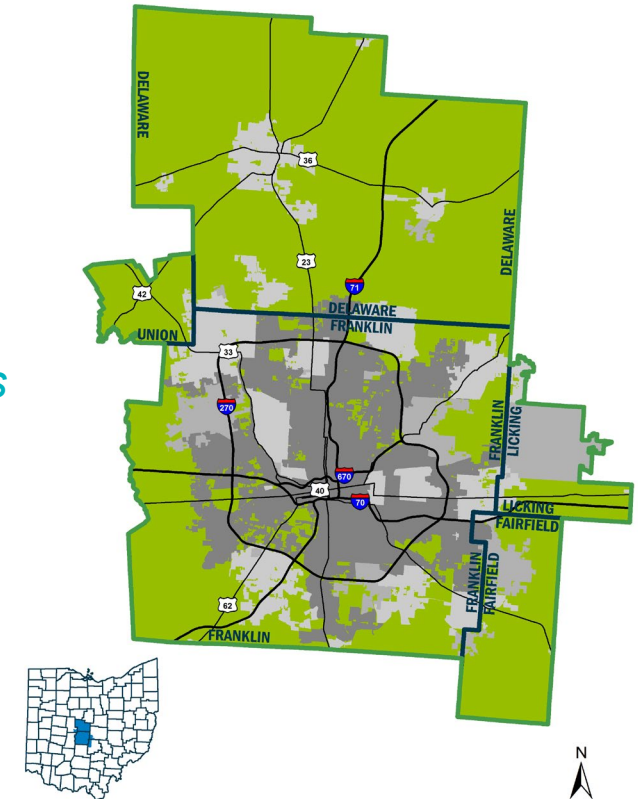 DELAWARE
36
DELAWARE
23
42
71
DELAWARE
FRANKLIN
UNION
33
270
FRANKLIN
LICKING
670
40
70
LICKING
FAIRFIELD
FRANKLIN
FAIRFIELD
62
FRANKLIN
N